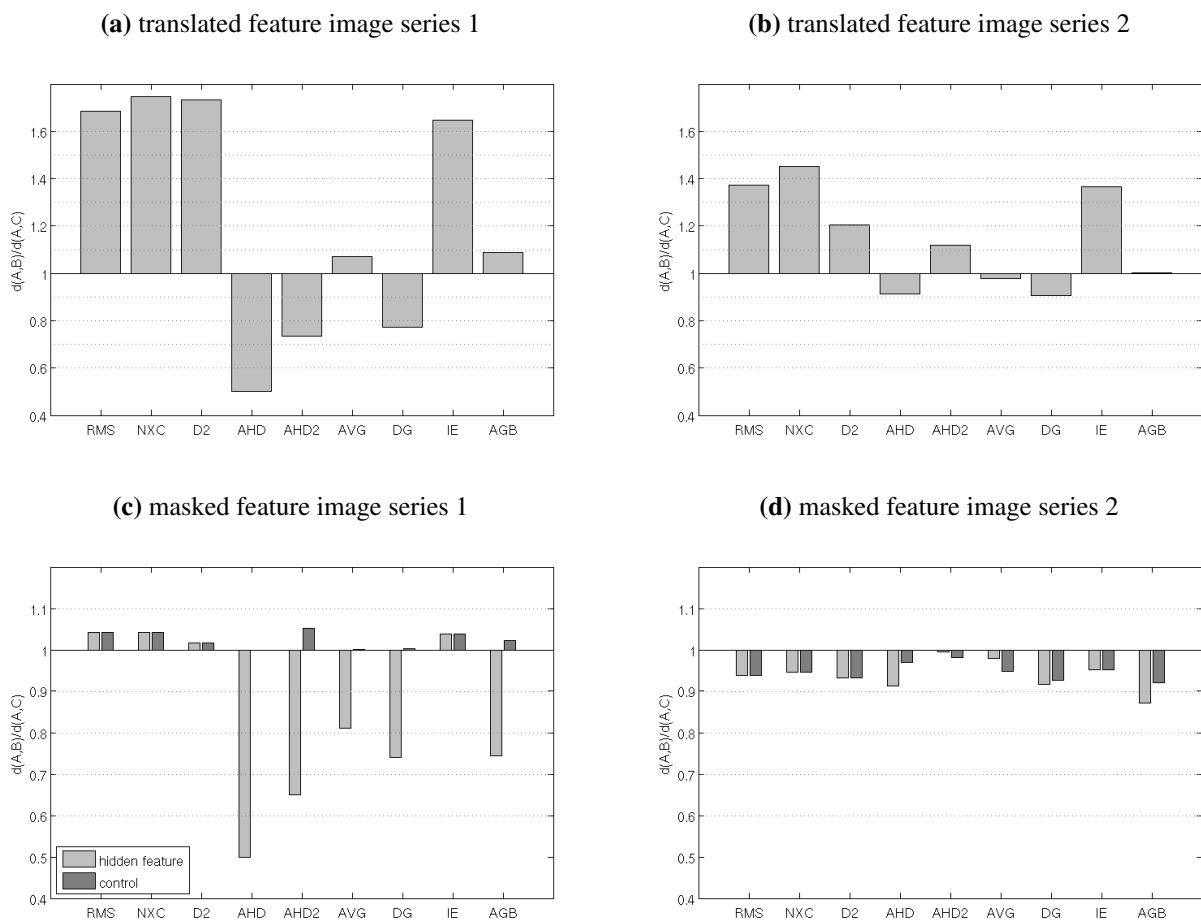 (a) translated feature image series 1
d(A,B)/d(A,C)
1.6
1.4
1.2
1
0.8
0.6
0.4
RMS NXC D2 AHD AHD2 AVG DG IE AGB
(b) translated feature image series 2
d(A,B)/d(A,C)
1.6
1.4
1.2
1
0.8
0.6
0.4
RMS NXC D2 AHD AHD2 AVG DG IE AGB
(c) masked feature image series 1
d(A,B)/d(A,C)
1.1
1
0.9
0.8
0.7
0.6
0.5
0.4
hidden feature
control
RMS NXC D2 AHD AHD2 AVG DG IE AGB
(d) masked feature image series 2
d(A,B)/d(A,C)
1.1
1
0.9
0.8
0.7
0.6
0.5
0.4
RMS NXC D2 AHD AHD2 AVG DG IE AGB